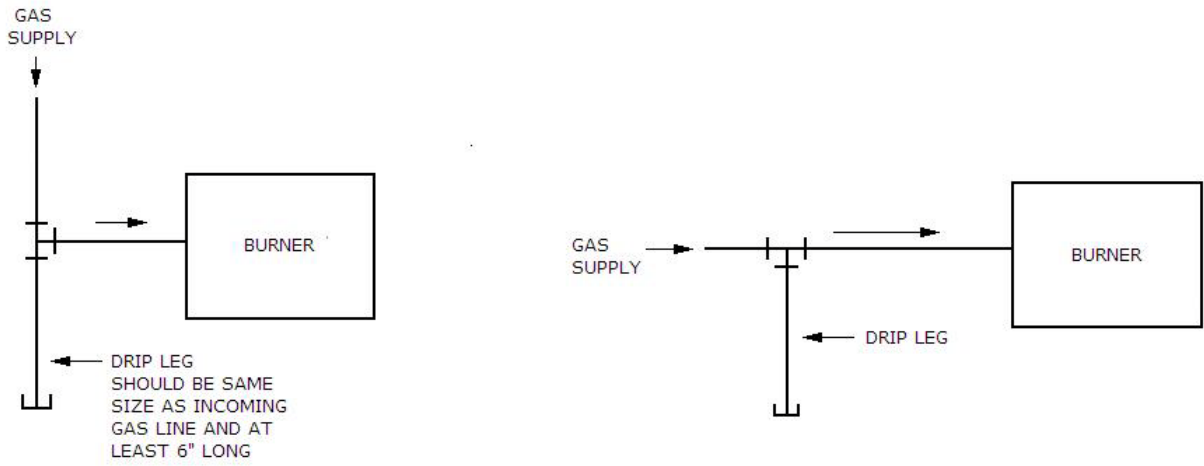 GAS
SUPPLY
BURNER
DRIP LEG
SHOULD BE SAME
SIZE AS INCOMING
GAS LINE AND AT
LEAST 6" LONG
GAS
SUPPLY
BURNER
DRIP LEG